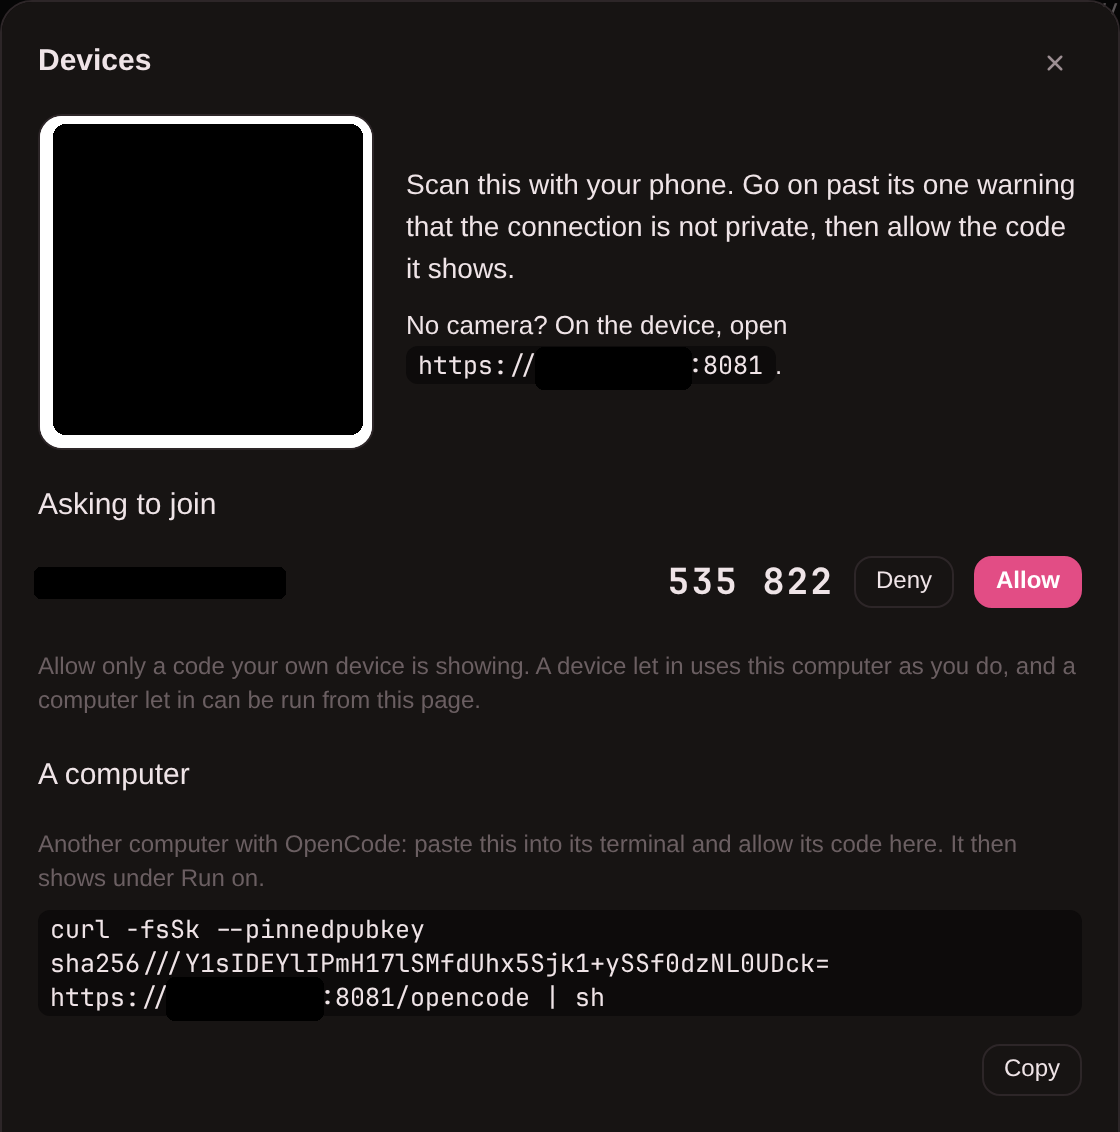 Devices
Scan this with your phone. Go on past its one warning
that the connection is not private, then allow the code
it shows.
No camera? On the device, open
https:// :8081 .
Asking to join
535 822 Deny Allow
Allow only a code your own device is showing. A device let in uses this computer as you do, and a
computer let in can be run from this page.
A computer
Another computer with OpenCode: paste this into its terminal and allow its code here. It then
shows under Run on.
curl -fsSk --pinnedpubkey
sha256///Y1sIDEYlIPmH17lSMfdUhx5Sjk1+ySSf0dzNL0UDck=
https:// :8081/opencode | sh
Copy